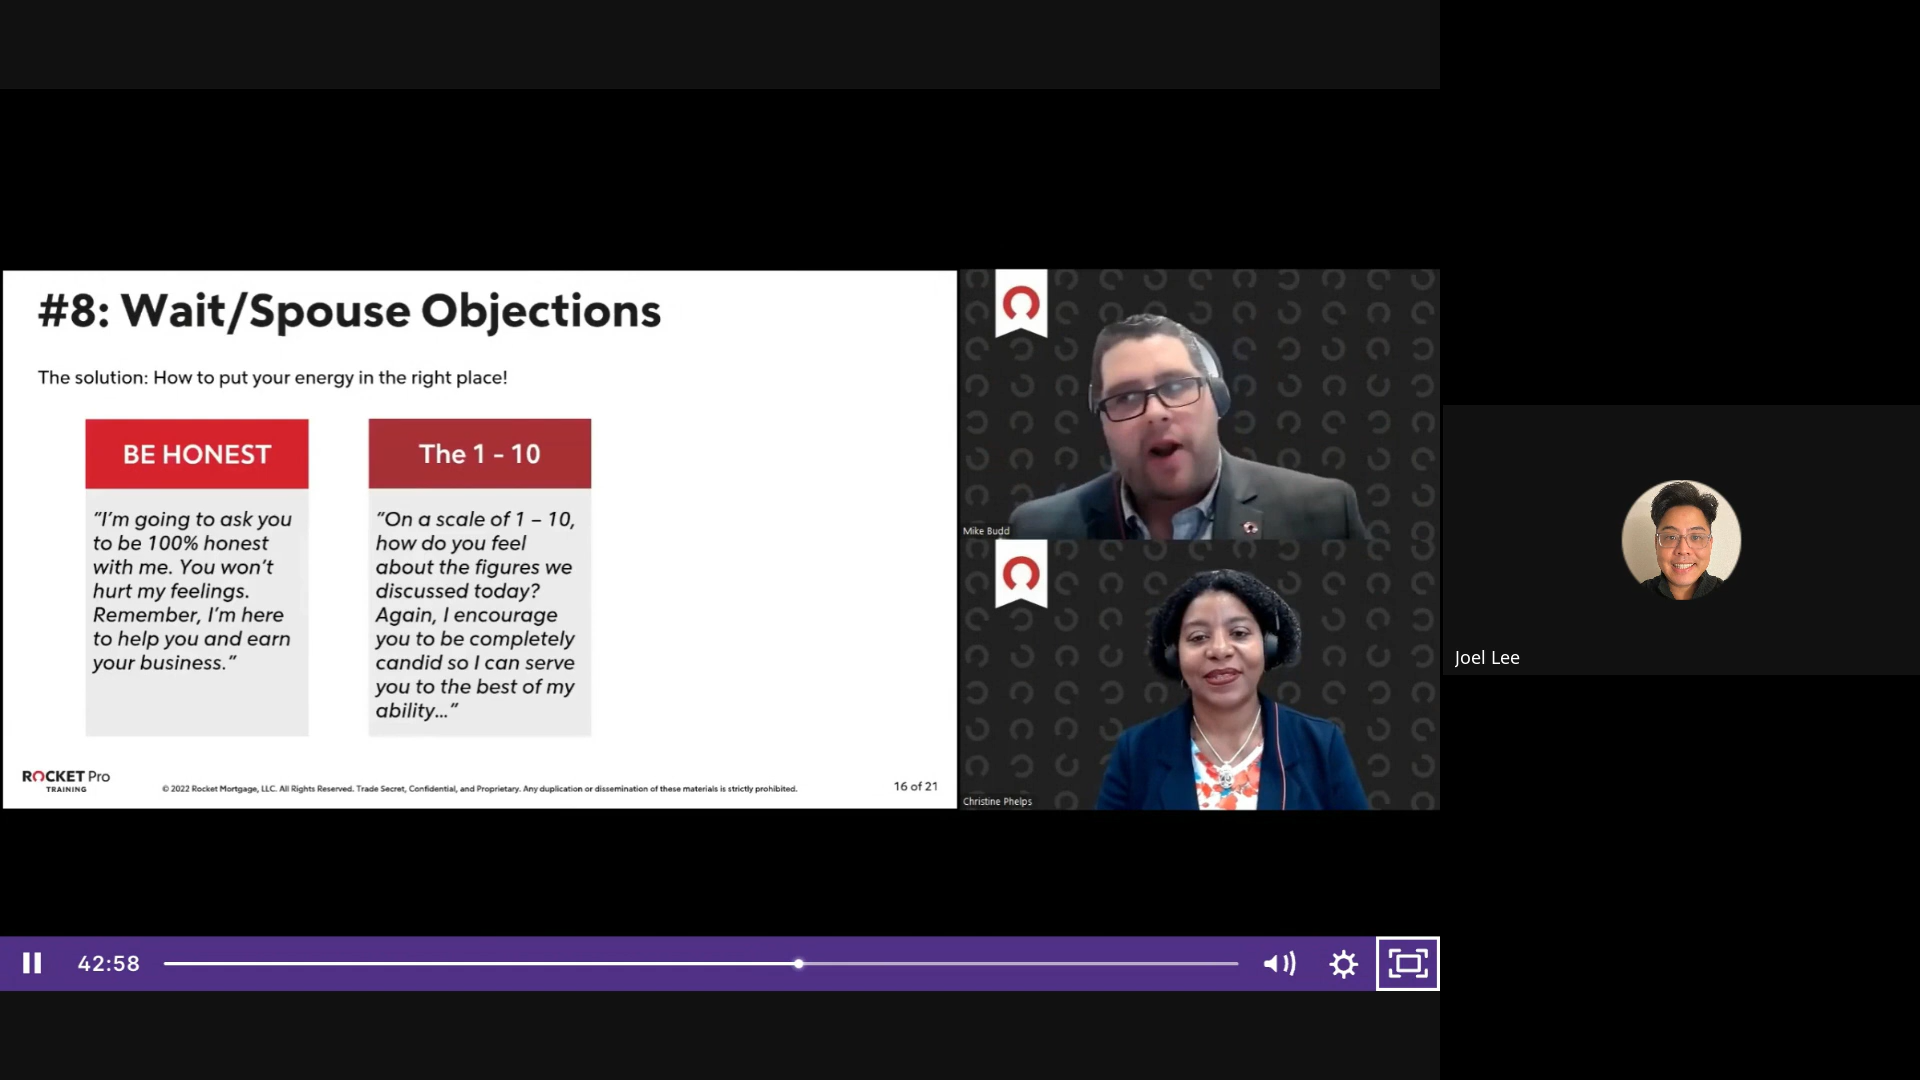 #8: Wait/Spouse Objections
The solution: How to put your energy in the right place!
BE HONEST
"I'm going to ask you
to be 100% honest
with me. You won't
hurt my feelings.
Remember, I'm here
to help you and earn
your business."
The 1 – 10
"On a scale of 1 – 10,
how do you feel
about the figures we
discussed today?
Again, I encourage
you to be completely
candid so I can serve
you to the best of my
ability..."
ROCKET Pro
TRAINING
© 2022 Rocket Mortgage, LLC. All Rights Reserved. Trade Secret, Confidential, and Proprietary. Any duplication or dissemination of these materials is strictly prohibited.
16 of 21
Mike Budd
Christine Phelps
Joel Lee
42:58